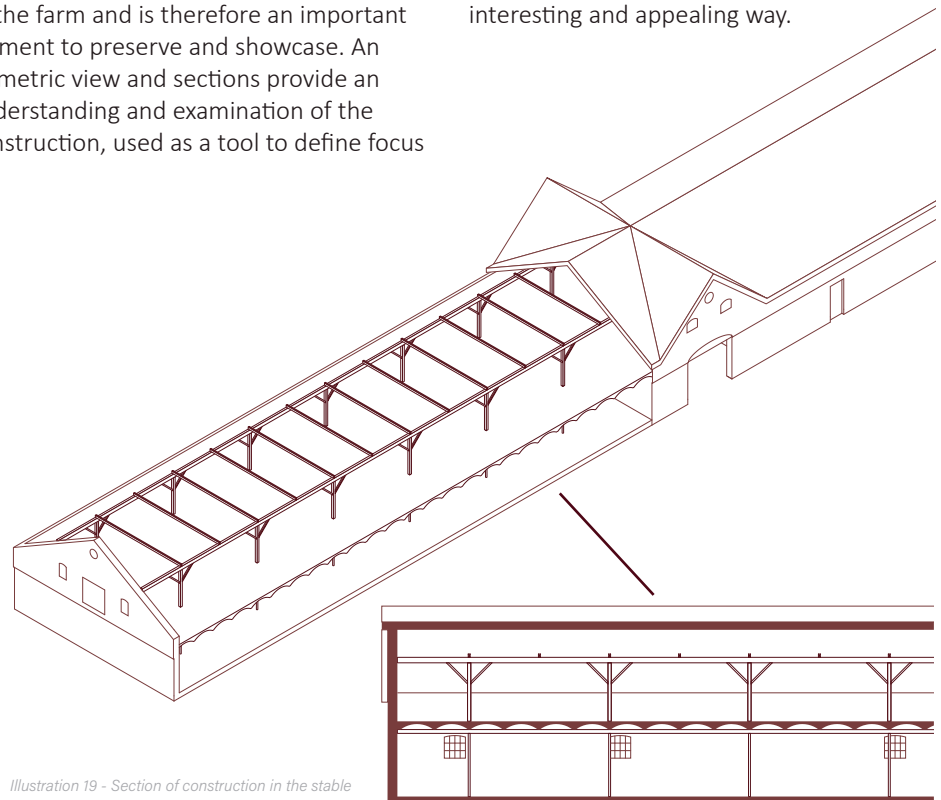 the farm and is therefore an important
ment to preserve and showcase. An
metric view and sections provide an
derstanding and examination of the
nstruction, used as a tool to define focus
interesting and appealing way.
Illustration 19 - Section of construction in the stable